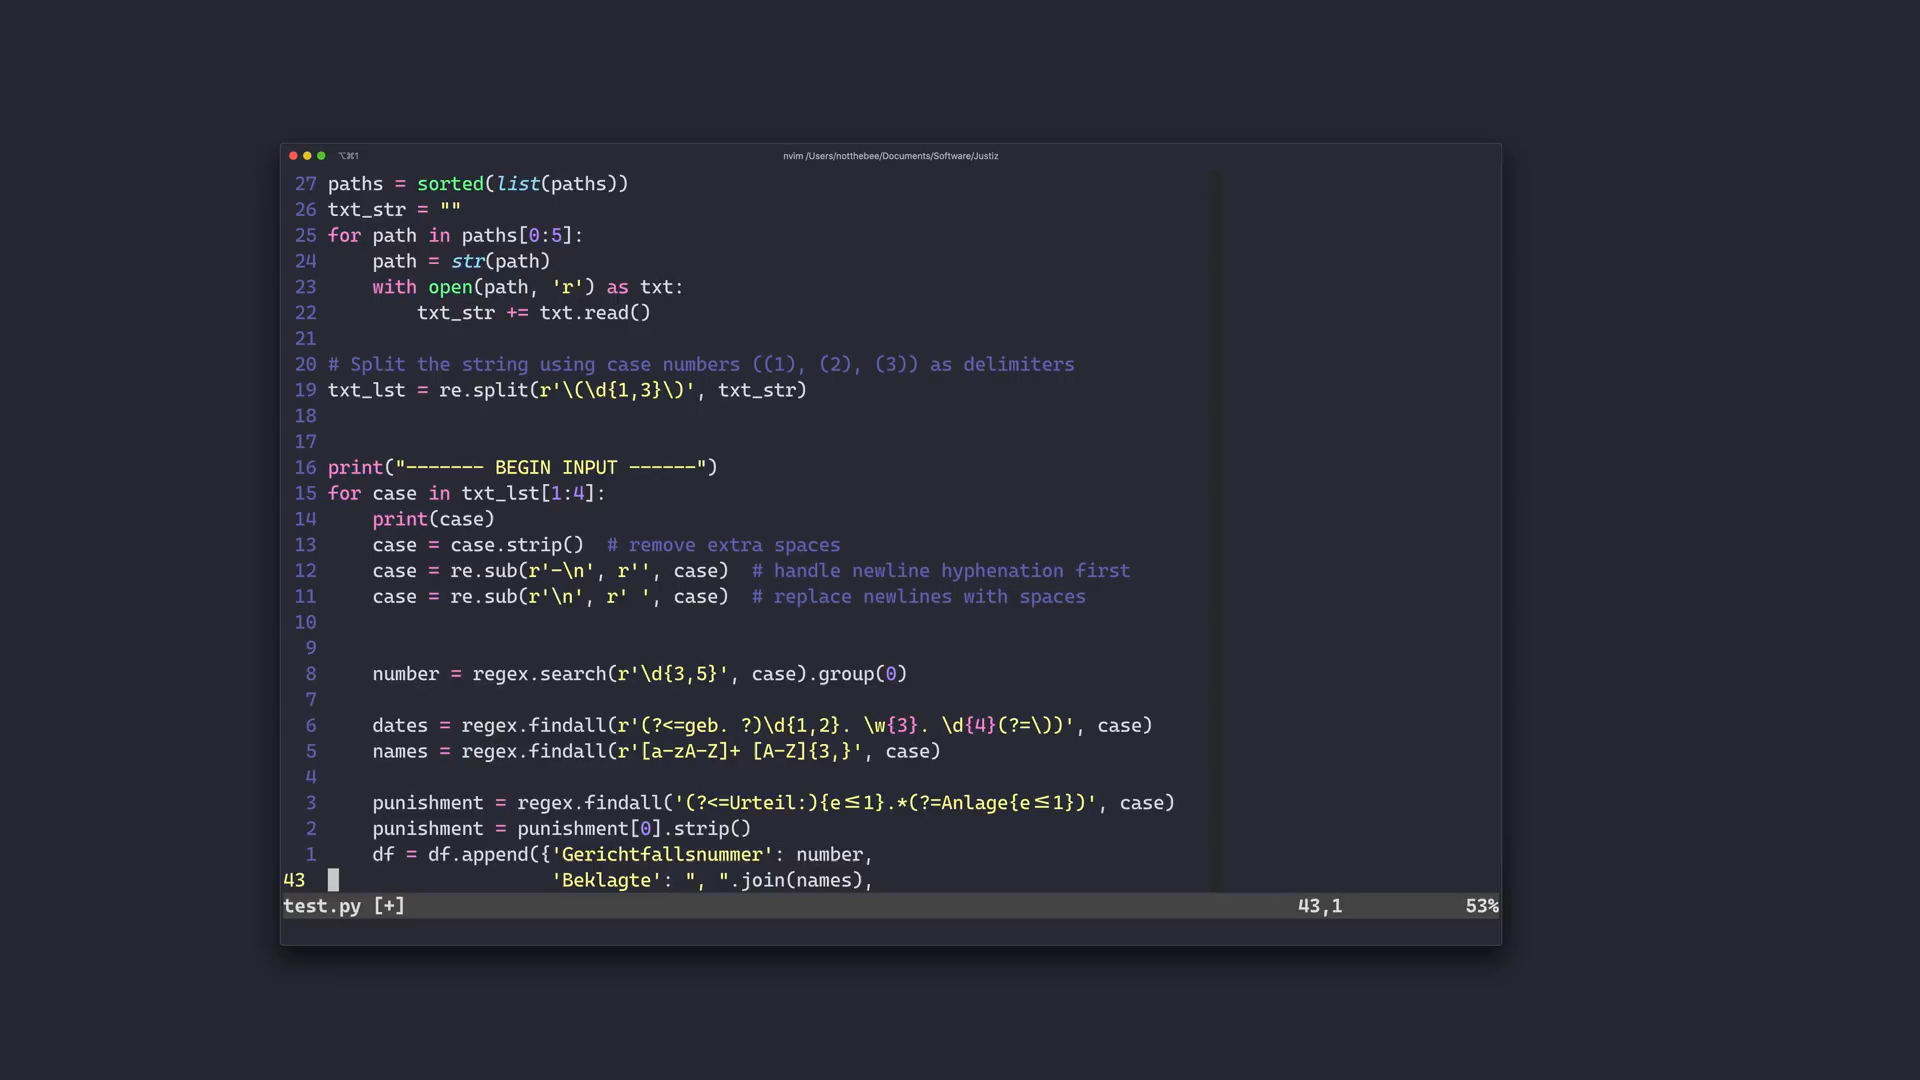 ⌥⌘1 nvim /Users/notthebee/Documents/Software/Justiz
27 paths = sorted(list(paths))
26 txt_str = ""
25 for path in paths[0:5]:
24     path = str(path)
23     with open(path, 'r') as txt:
22         txt_str += txt.read()
21
20 # Split the string using case numbers ((1), (2), (3)) as delimiters
19 txt_lst = re.split(r'\(\d{1,3}\)', txt_str)
18
17
16 print("------- BEGIN INPUT ------")
15 for case in txt_lst[1:4]:
14     print(case)
13     case = case.strip()  # remove extra spaces
12     case = re.sub(r'-\n', r'', case)  # handle newline hyphenation first
11     case = re.sub(r'\n', r' ', case)  # replace newlines with spaces
10
9
8     number = regex.search(r'\d{3,5}', case).group(0)
7
6     dates = regex.findall(r'(?<=geb. ?)\d{1,2}. \w{3}. \d{4}(?=\))', case)
5     names = regex.findall(r'[a-zA-Z]+ [A-Z]{3,}', case)
4
3     punishment = regex.findall('(?<=Urteil:){e≤1}.*(?=Anlage{e≤1})', case)
2     punishment = punishment[0].strip()
1     df = df.append({'Gerichtfallsnummer': number,
43                     'Beklagte': ", ".join(names),
test.py [+] 43,1 53%